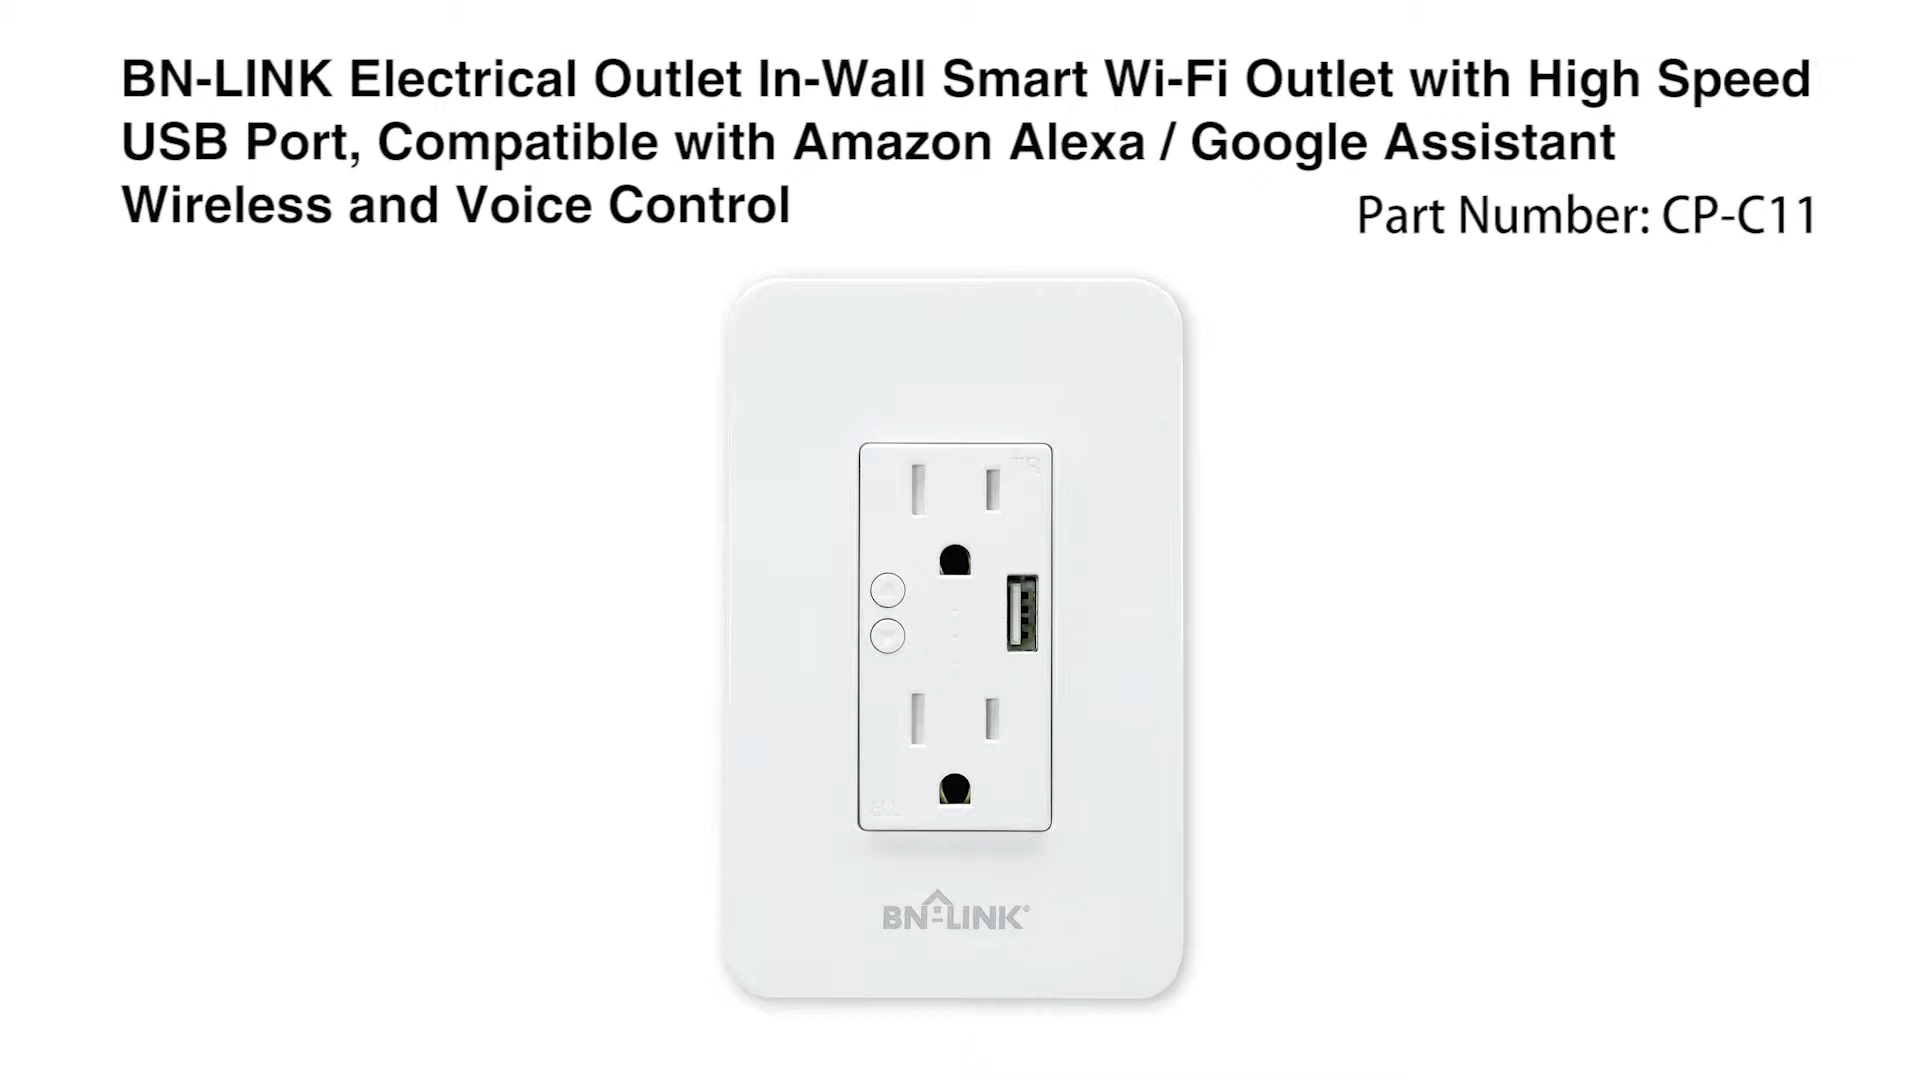 BN-LINK Electrical Outlet In-Wall Smart Wi-Fi Outlet with High Speed
USB Port, Compatible with Amazon Alexa / Google Assistant
Wireless and Voice Control
Part Number: CP-C11
BN-LINK®